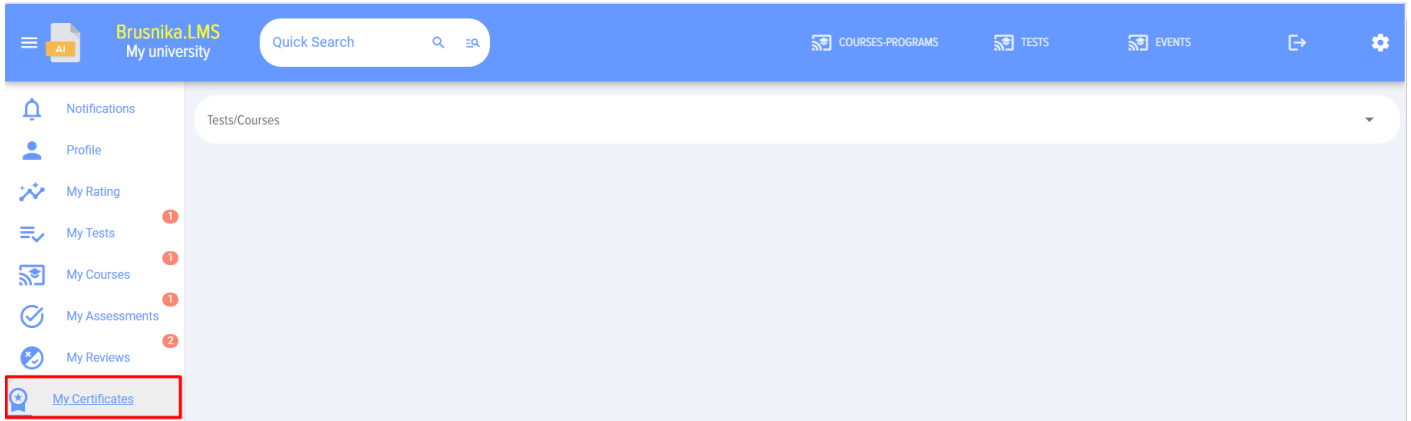 Brusnika.LMS
My university
AI
Quick Search
COURSES-PROGRAMS
TESTS
EVENTS
Notifications
Tests/Courses
Profile
My Rating
1
My Tests
1
My Courses
1
My Assessments
2
My Reviews
My Certificates